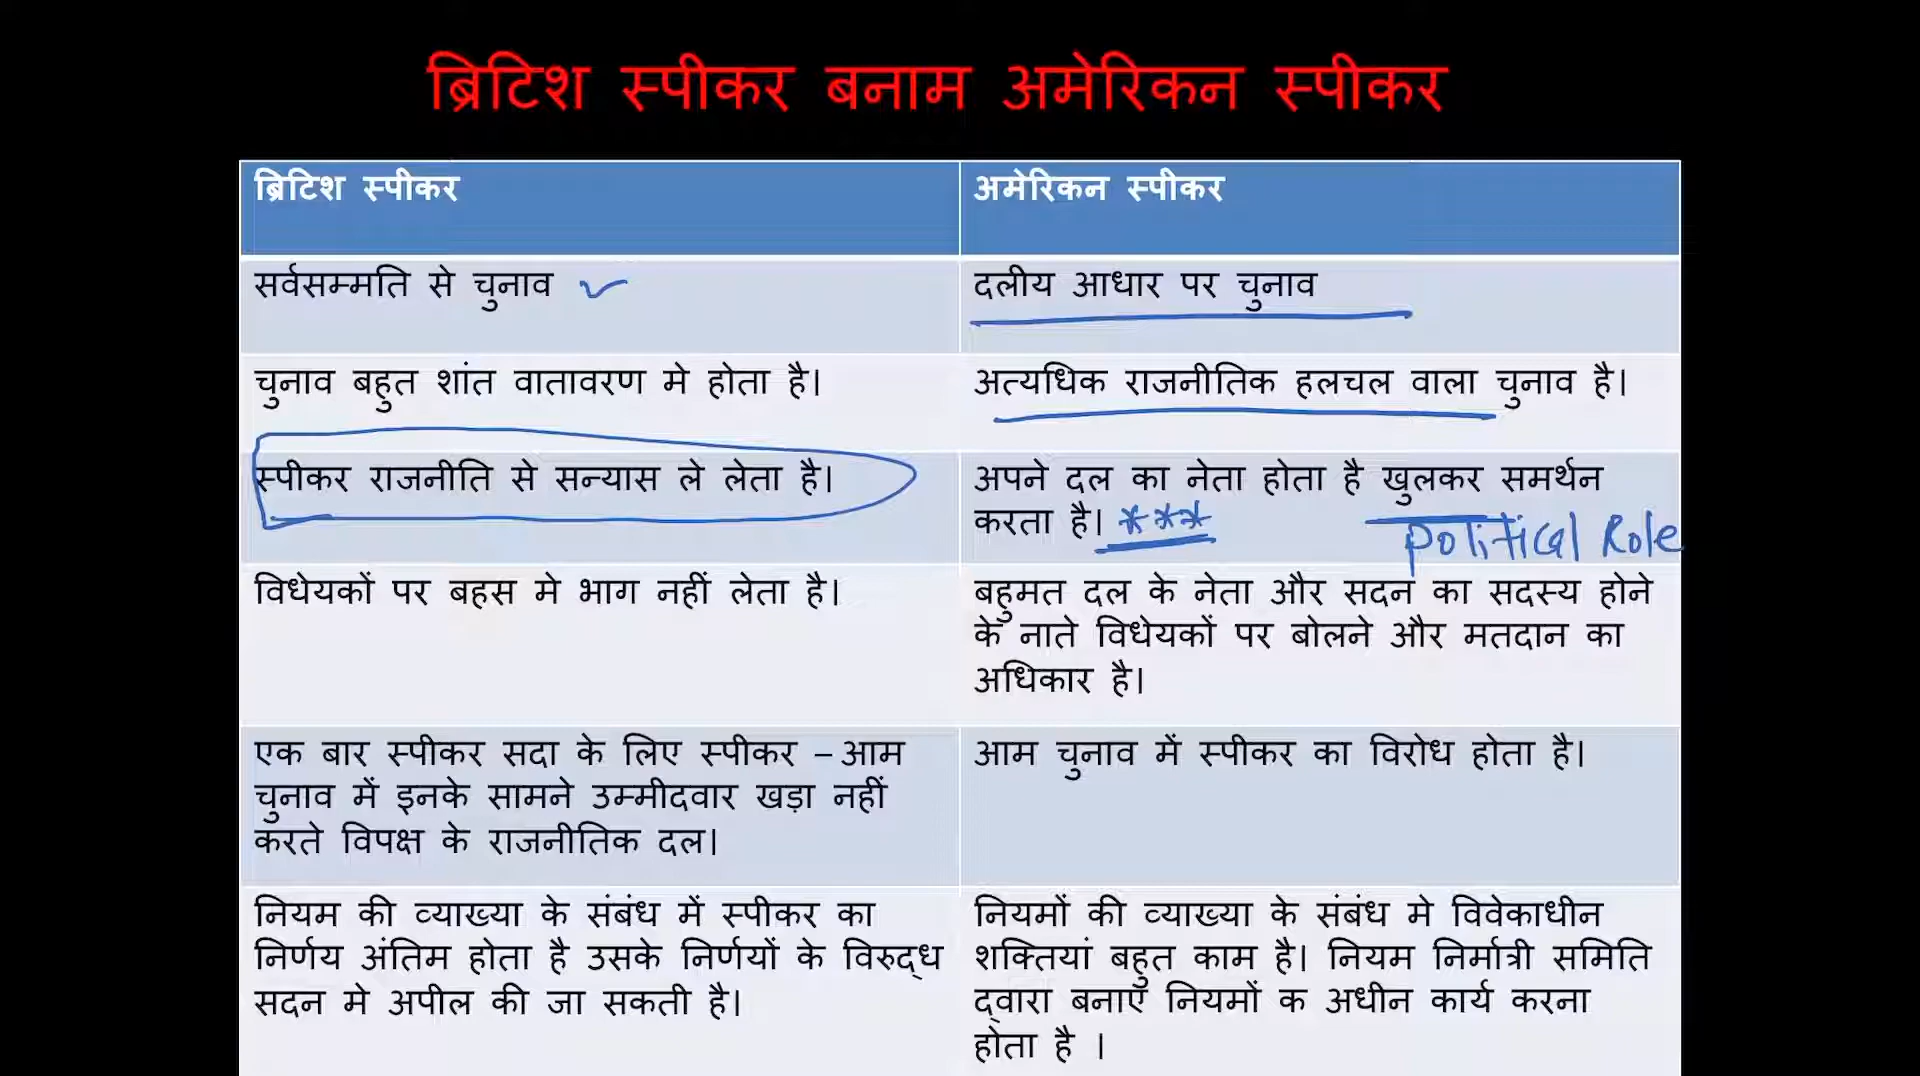 ब्रिटिश स्पीकर बनाम अमेरिकन स्पीकर
ब्रिटिश स्पीकर
अमेरिकन स्पीकर
सर्वसम्मति से चुनाव
दलीय आधार पर चुनाव
चुनाव बहुत शांत वातावरण मे होता है।
अत्यधिक राजनीतिक हलचल वाला चुनाव है।
स्पीकर राजनीति से सन्यास ले लेता है।
अपने दल का नेता होता है खुलकर समर्थन
करता है। ***
Political Role
विधेयकों पर बहस मे भाग नहीं लेता है।
बहुमत दल के नेता और सदन का सदस्य होने
के नाते विधेयकों पर बोलने और मतदान का
अधिकार है।
एक बार स्पीकर सदा के लिए स्पीकर – आम
चुनाव में इनके सामने उम्मीदवार खड़ा नहीं
करते विपक्ष के राजनीतिक दल।
आम चुनाव में स्पीकर का विरोध होता है।
नियम की व्याख्या के संबंध में स्पीकर का
निर्णय अंतिम होता है उसके निर्णयों के विरुद्ध
सदन मे अपील की जा सकती है।
नियमों की व्याख्या के संबंध मे विवेकाधीन
शक्तियां बहुत काम है। नियम निर्मात्री समिति
द्वारा बनाए नियमों क अधीन कार्य करना
होता है ।